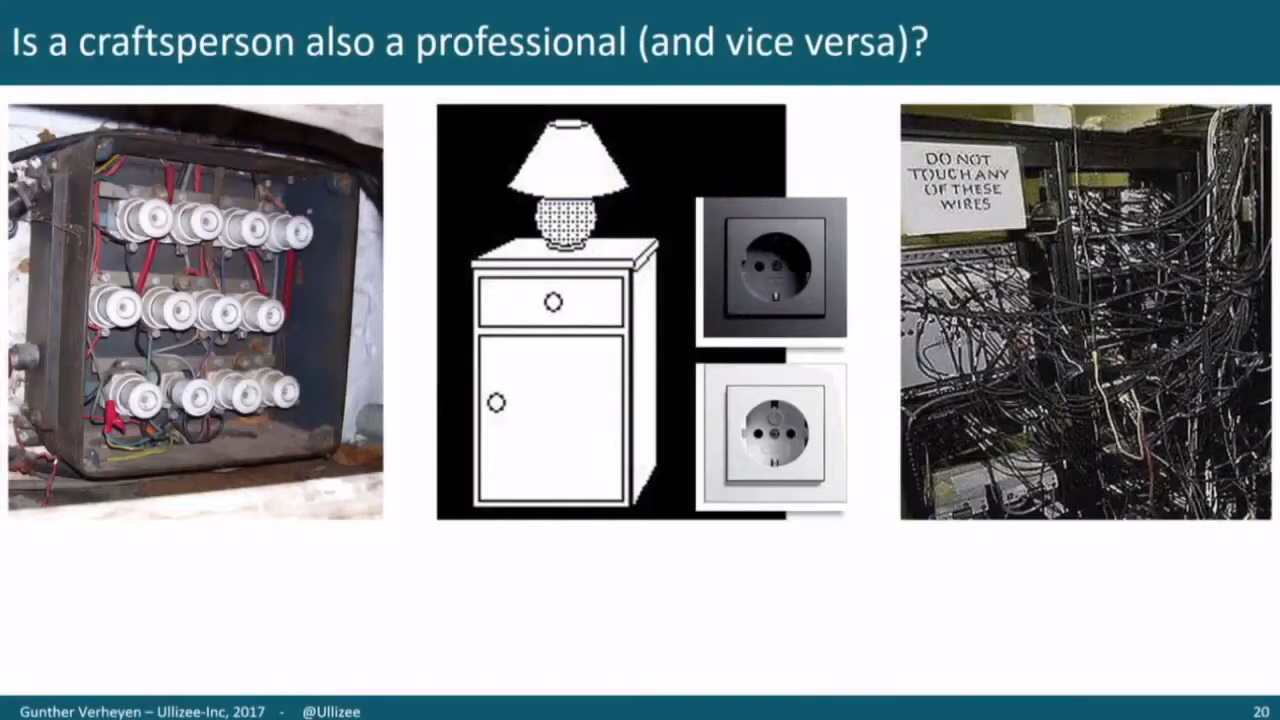 Is a craftsperson also a professional (and vice versa)?
DO NOT
TOUCH ANY
OF THESE
WIRES
Gunther Verheyen – Ullizee-Inc, 2017 - @Ullizee
20